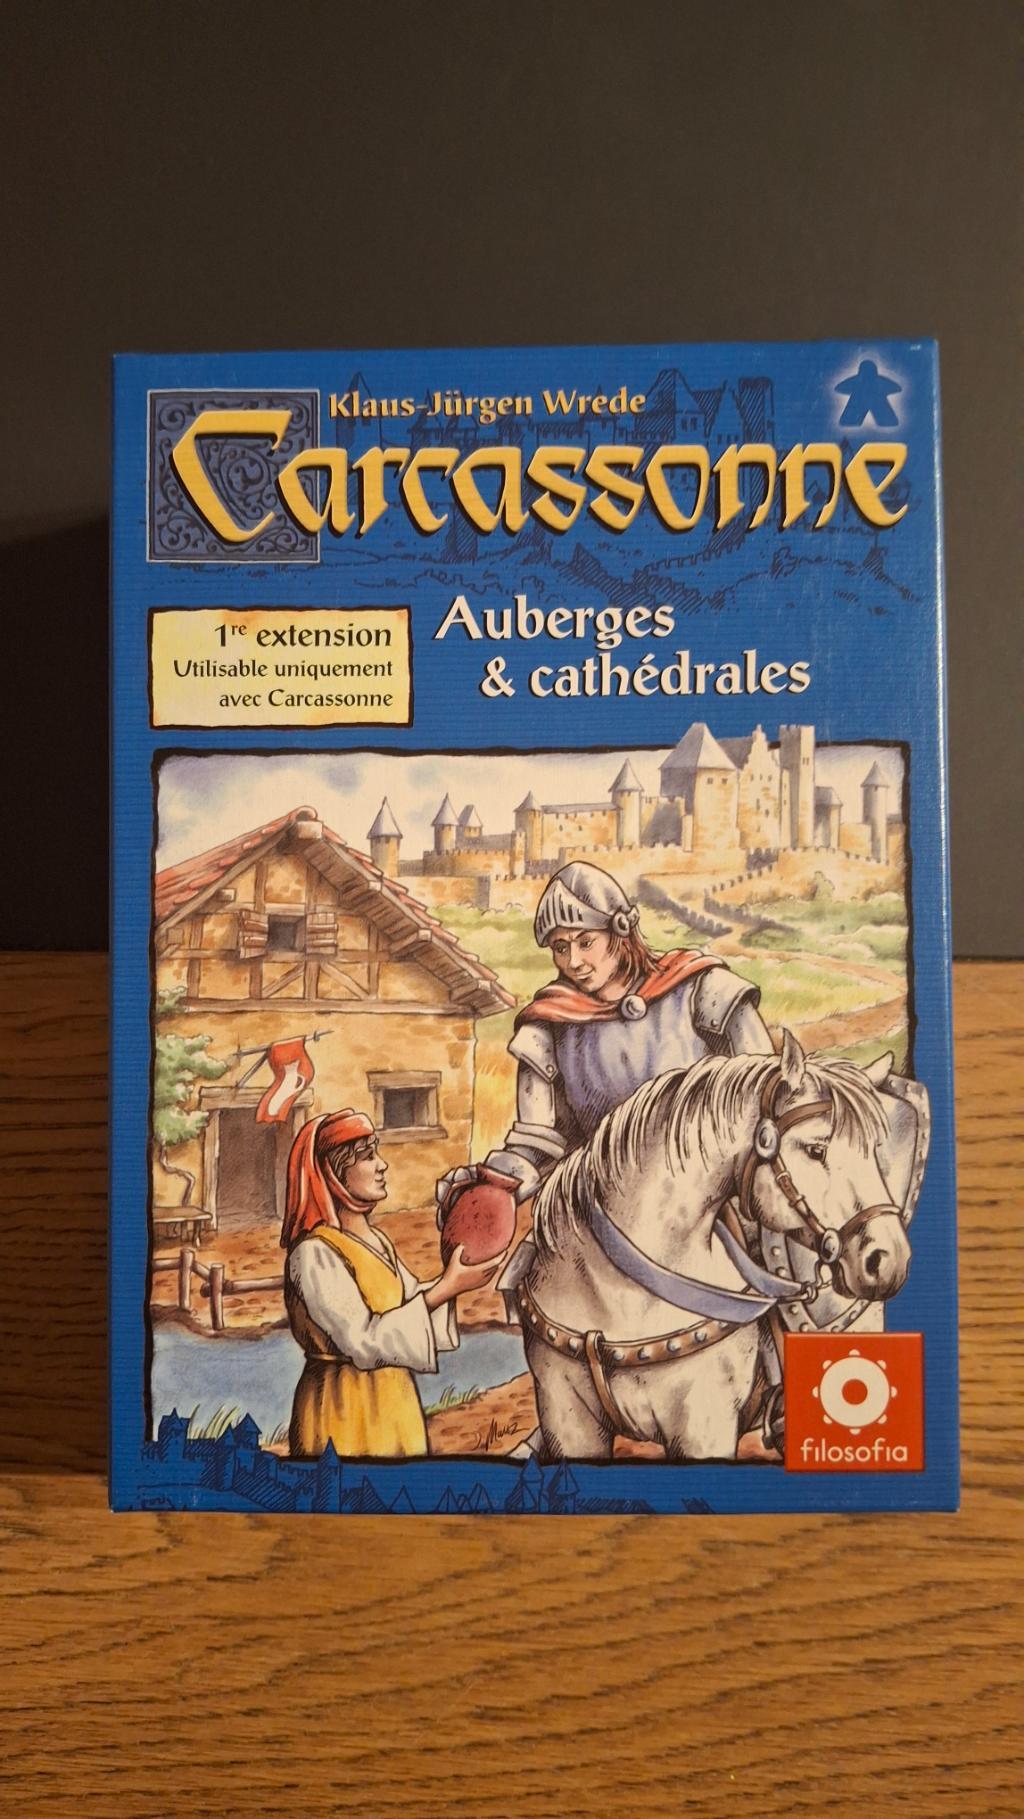 Klaus-Jürgen Wrede
Carcassonne
Auberges
& cathédrales
1re extension
Utilisable uniquement
avec Carcassonne
filosofia